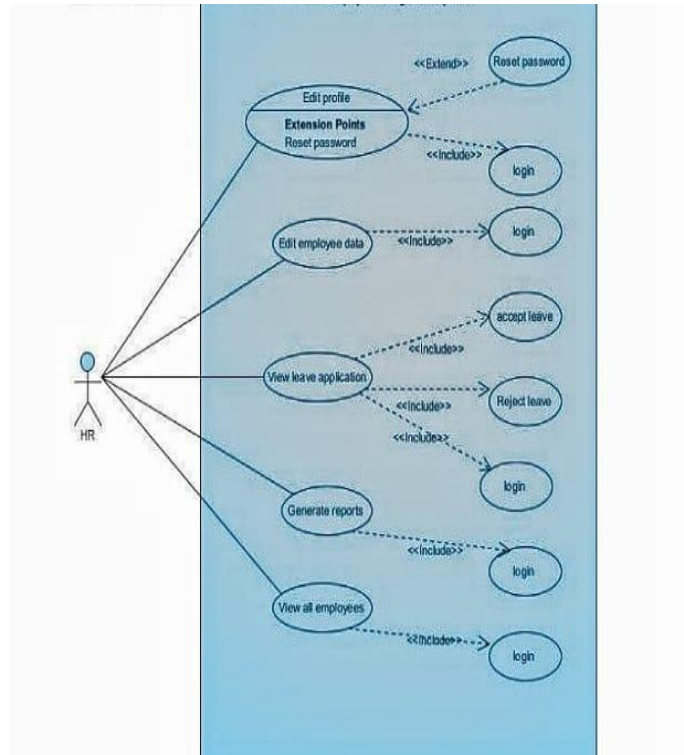 <<Extend>>
Reset password
Edit profile
Extension Points
Reset password
<<Include>>
login
login
Edit employee data
<<Include>>
accept leave
<<Include>>
View leave application
<<Include>>
Reject leave
<<Include>>
HR
login
Generate reports
<<Include>>
login
View all employees
<<Include>>
login